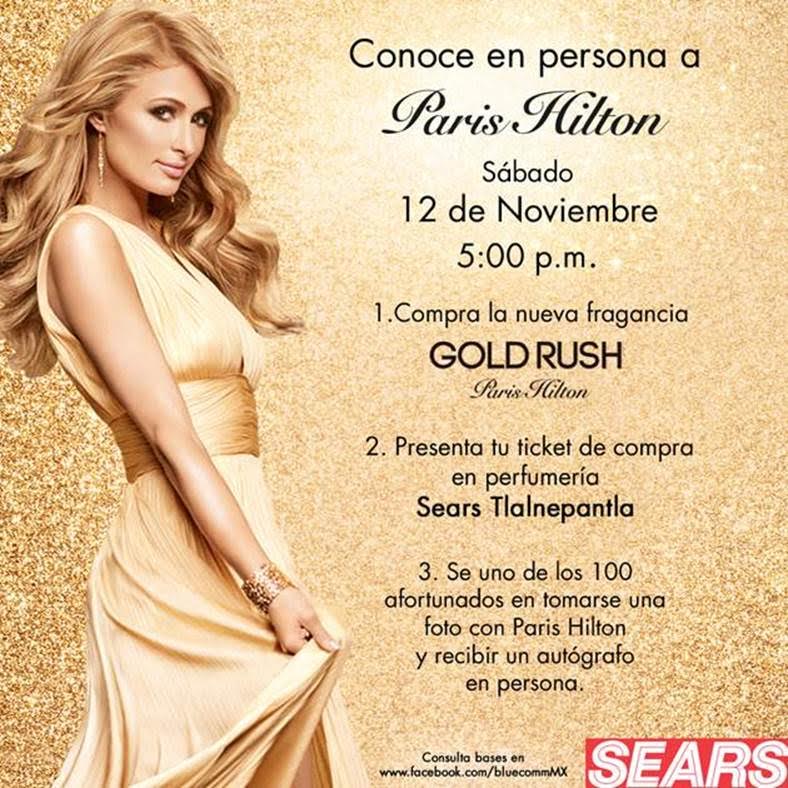 Conoce en persona a
Paris Hilton
Sábado
12 de Noviembre
5:00 p.m.
1.Compra la nueva fragancia
GOLD RUSH
Paris Hilton
2. Presenta tu ticket de compra
en perfumería
Sears Tlalnepantla
3. Se uno de los 100
afortunados en tomarse una
foto con Paris Hilton
y recibir un autógrafo
en persona.
Consulta bases en
www.facebook.com/bluecommMX
SEARS